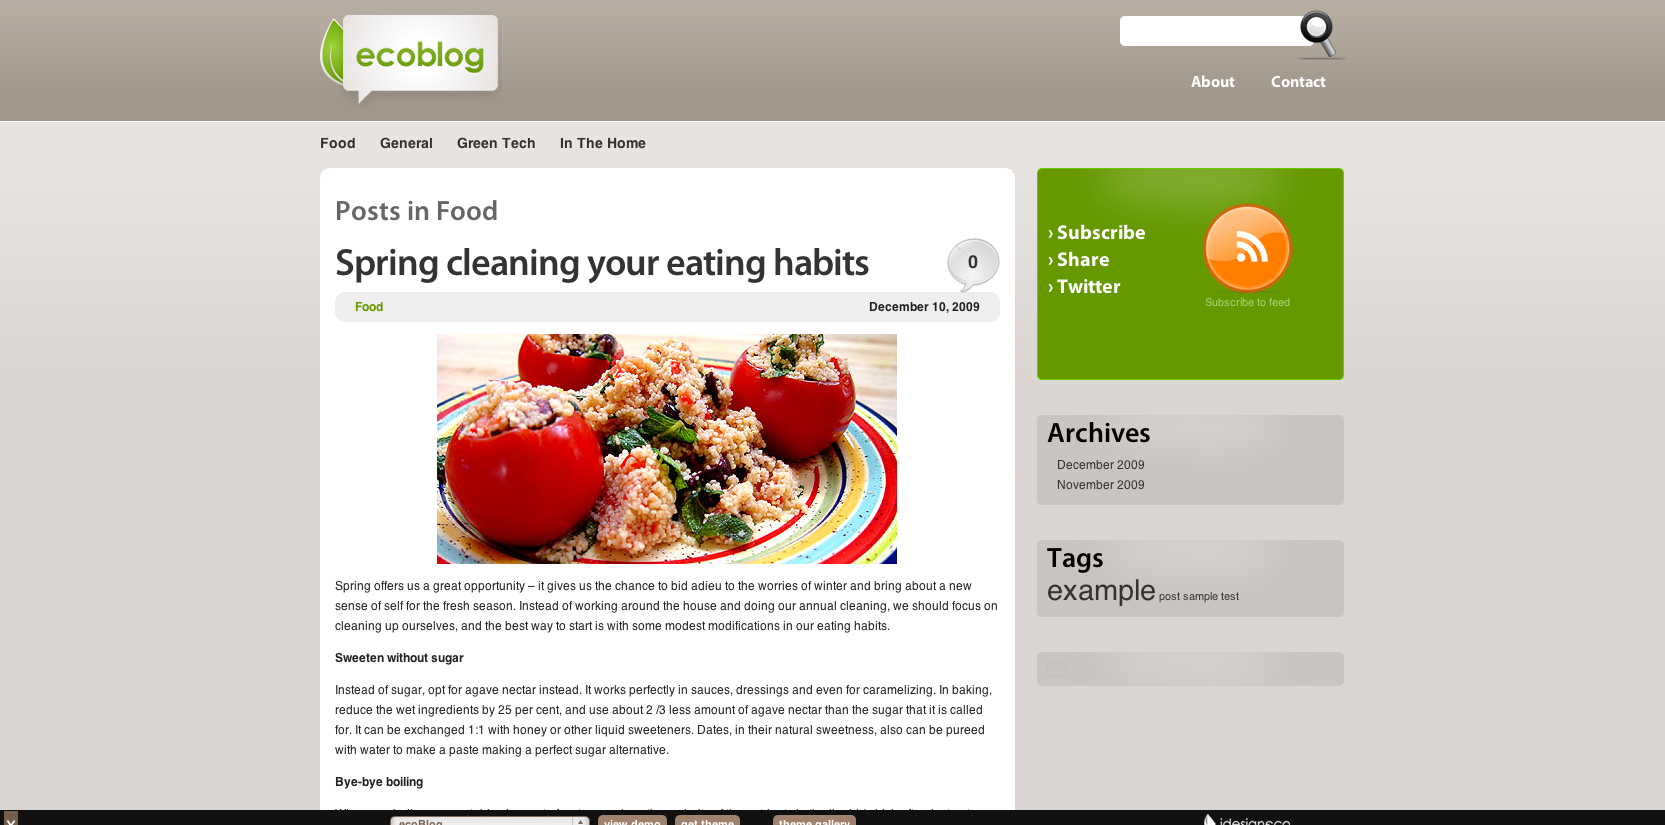 ecoblog
About Contact
Food General Green Tech In The Home
Posts in Food
Spring cleaning your eating habits
0
Food December 10, 2009
Spring offers us a great opportunity – it gives us the chance to bid adieu to the worries of winter and bring about a new
sense of self for the fresh season. Instead of working around the house and doing our annual cleaning, we should focus on
cleaning up ourselves, and the best way to start is with some modest modifications in our eating habits.
Sweeten without sugar
Instead of sugar, opt for agave nectar instead. It works perfectly in sauces, dressings and even for caramelizing. In baking,
reduce the wet ingredients by 25 per cent, and use about 2 /3 less amount of agave nectar than the sugar that it is called
for. It can be exchanged 1:1 with honey or other liquid sweeteners. Dates, in their natural sweetness, also can be pureed
with water to make a paste making a perfect sugar alternative.
Bye-bye boiling
› Subscribe
› Share
› Twitter
Subscribe to feed
Archives
December 2009
November 2009
Tags
example post sample test
x
ecoBlog view demo get theme theme gallery idesignsco